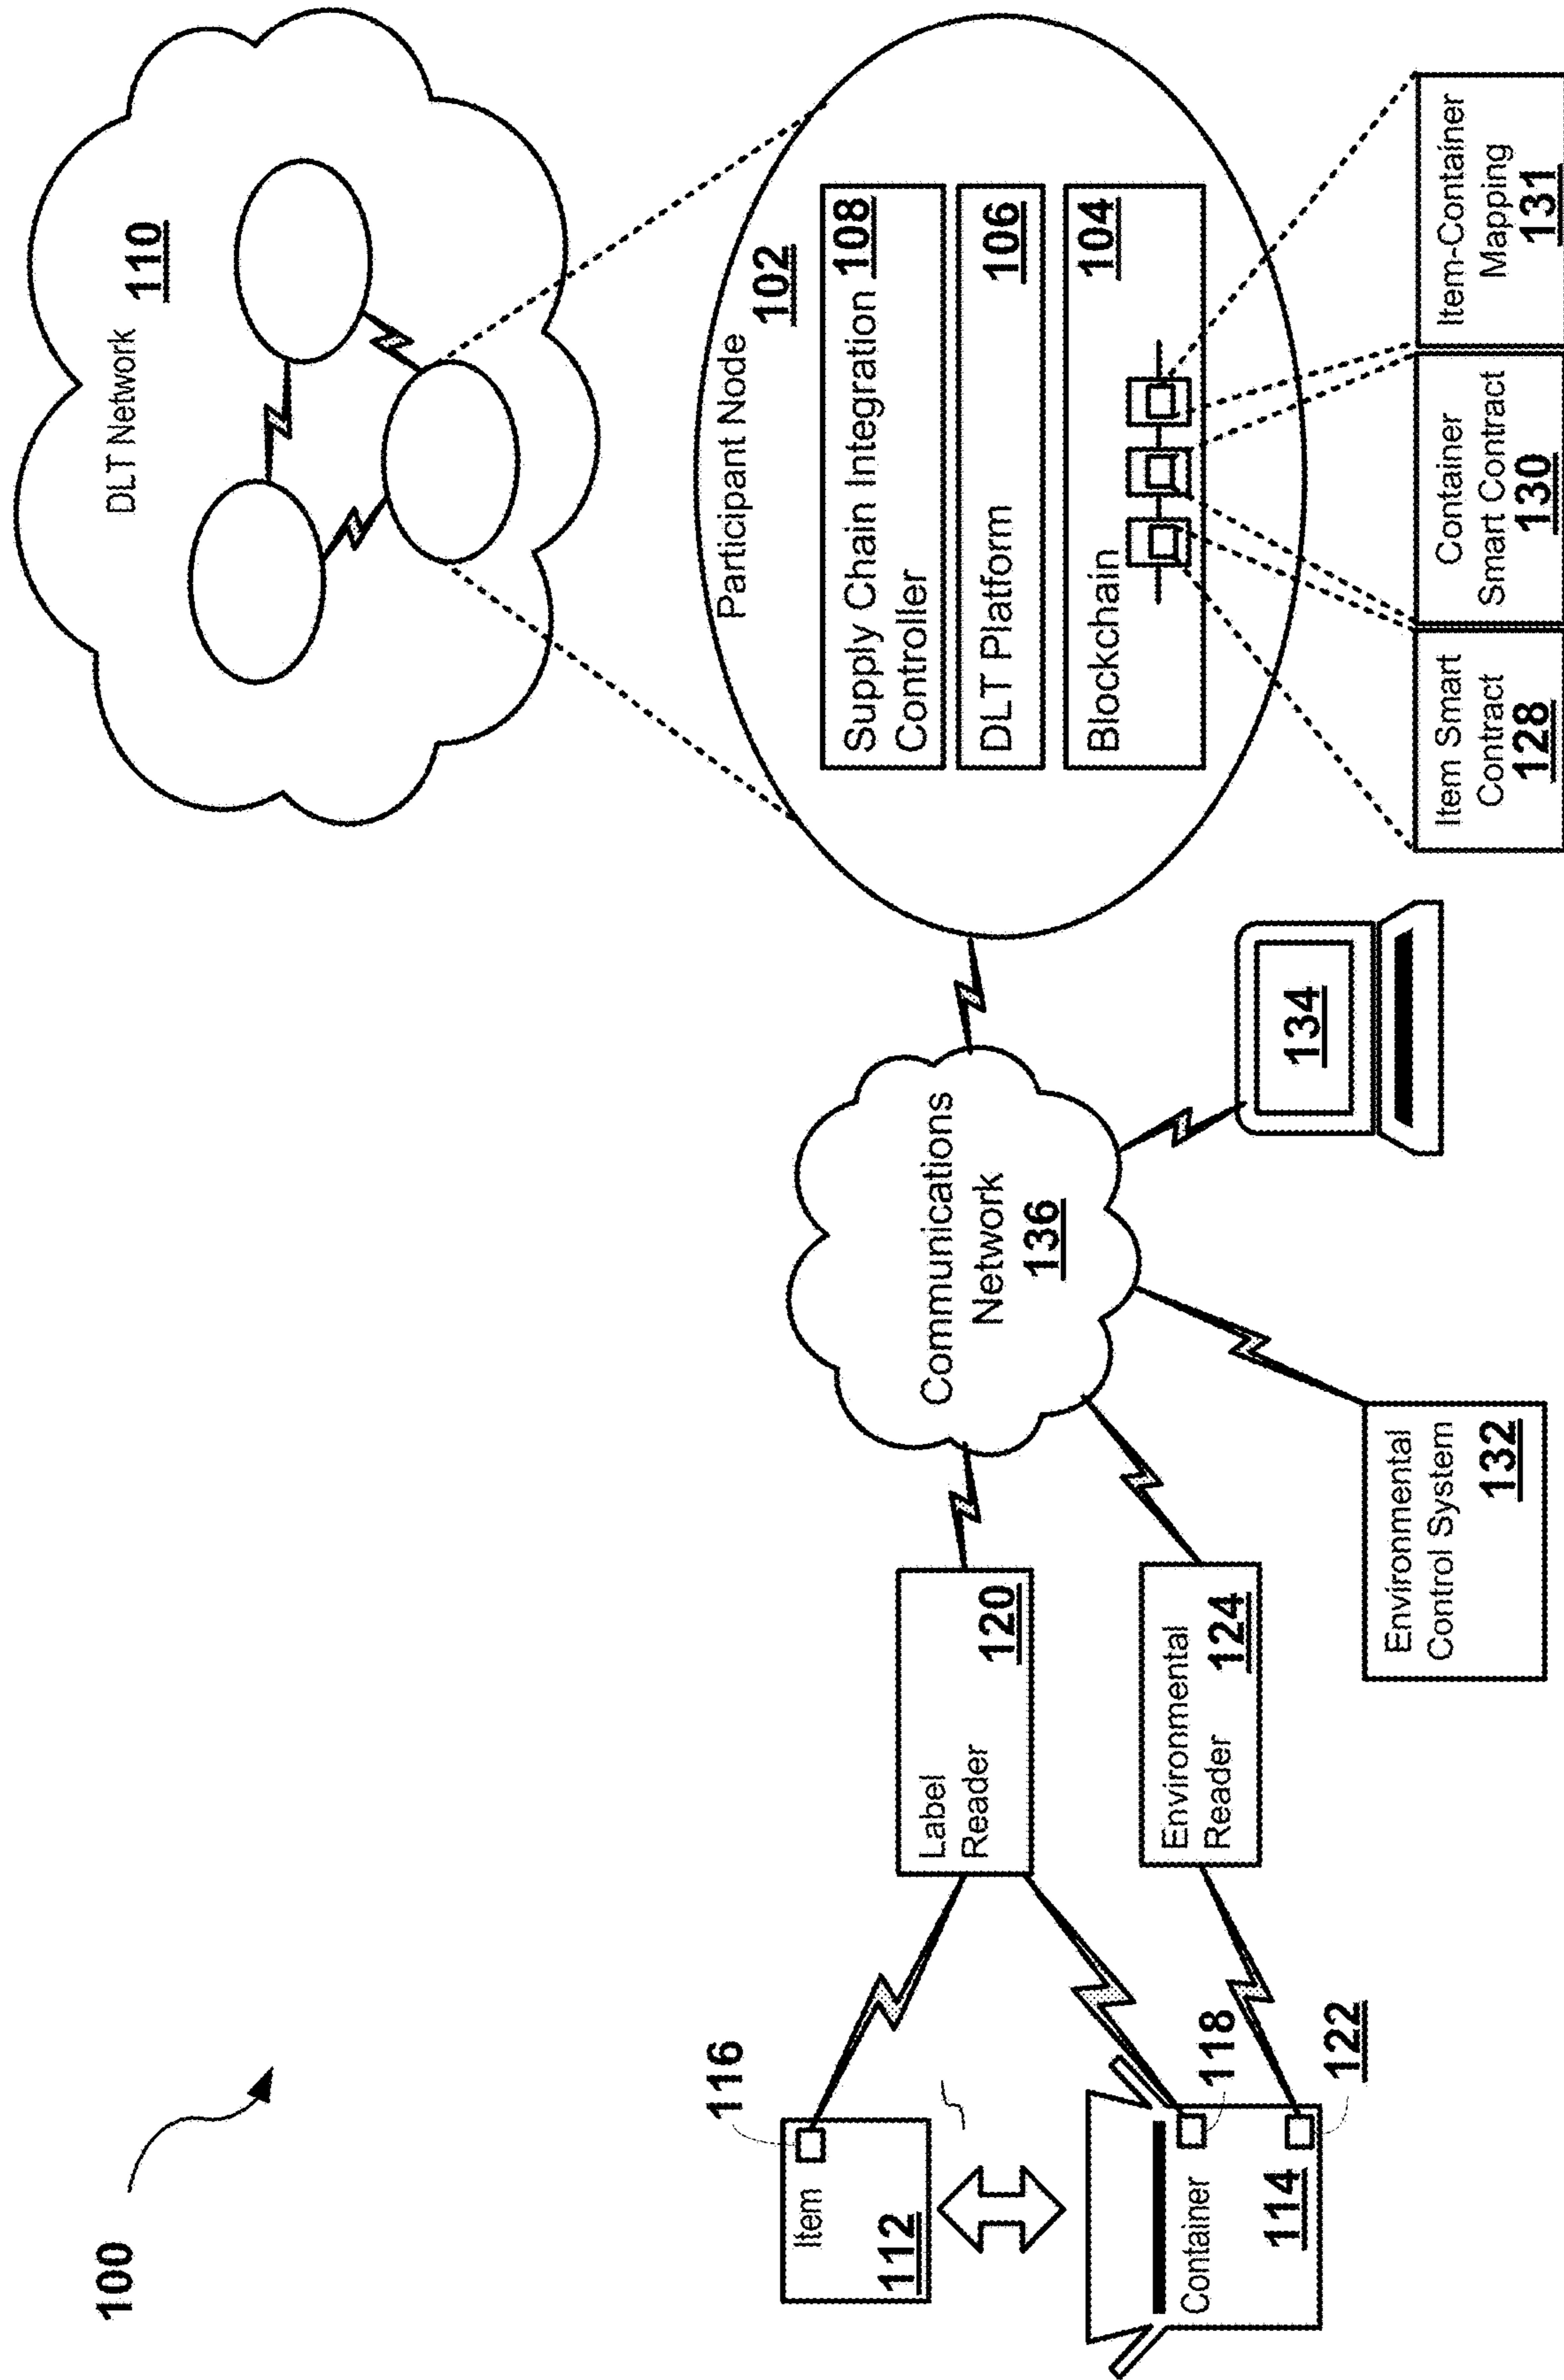 100
DLT Network
110
Participant Node
102
Supply Chain Integration
Controller
108
DLT Platform
106
Blockchain
104
Item Smart
Contract
128
Container
Smart Contract
130
Item-Container
Mapping
131
Communications
Network
136
134
Label
Reader
120
Environmental
Reader
124
Environmental
Control System
132
116
Item
112
118
Container
114
122